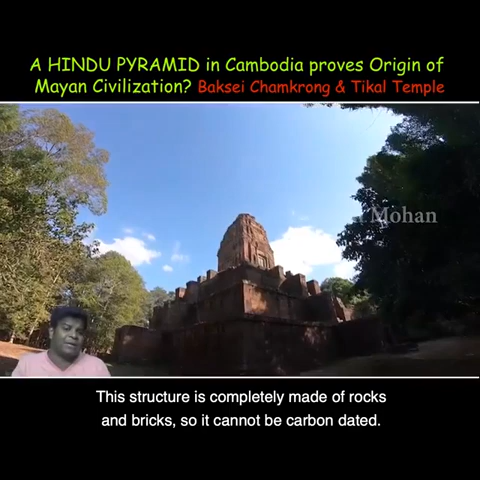 A HINDU PYRAMID in Cambodia proves Origin of
Mayan Civilization? Baksei Chamkrong & Tikal Temple
Mohan
This structure is completely made of rocks
and bricks, so it cannot be carbon dated.